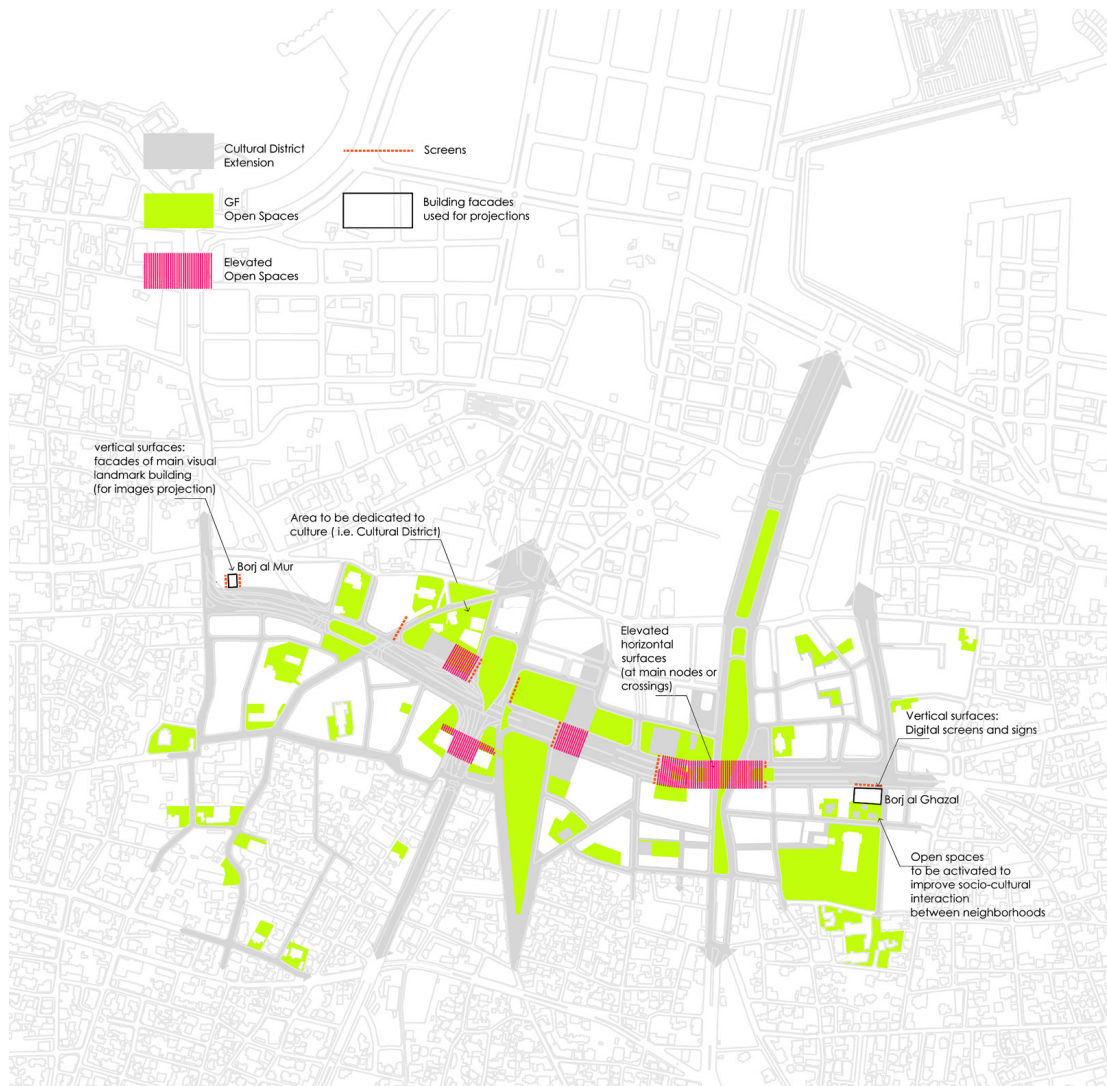 Cultural District
Extension
Screens
GF
Open Spaces
Building facades
used for projections
Elevated
Open Spaces
vertical surfaces:
facades of main visual
landmark building
(for images projection)
Area to be dedicated to
culture ( i.e. Cultural District)
Borj al Mur
Elevated
horizontal
surfaces
(at main nodes or
crossings)
Vertical surfaces:
Digital screens and signs
Borj al Ghazal
Open spaces
to be activated to
improve socio-cultural
interaction
between neighborhoods